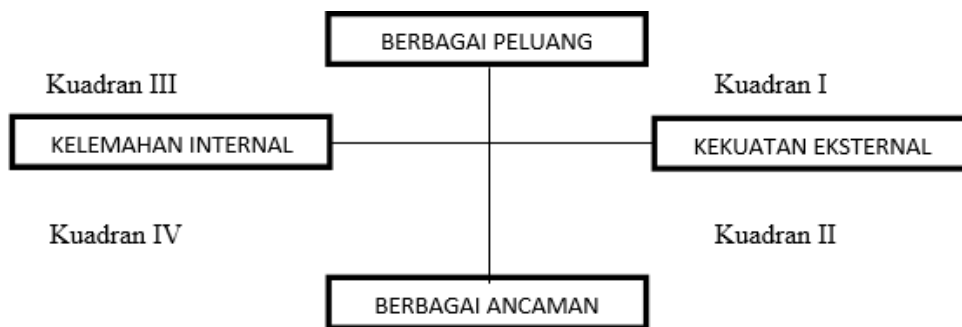 BERBAGAI PELUANG
Kuadran III
Kuadran I
KELEMAHAN INTERNAL
KEKUATAN EKSTERNAL
Kuadran IV
Kuadran II
BERBAGAI ANCAMAN